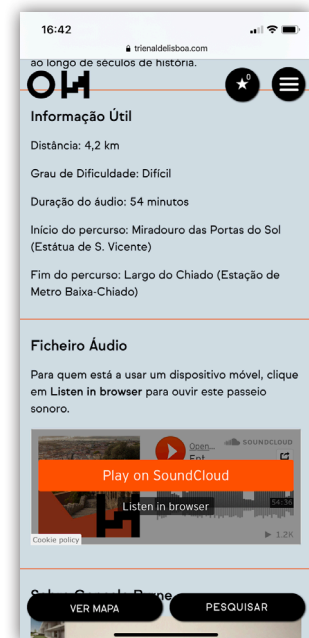 16:42
trienaldelisboa.com
ao longo de séculos de história.
0
Informação Útil
Distância: 4,2 km
Grau de Dificuldade: Difícil
Duração do áudio: 54 minutos
Início do percurso: Miradouro das Portas do Sol
(Estátua de S. Vicente)
Fim do percurso: Largo do Chiado (Estação de
Metro Baixa-Chiado)
Ficheiro Áudio
Para quem está a usar um dispositivo móvel, clique
em Listen in browser para ouvir este passeio
sonoro.
Open...
SOUNDCLOUD
Play on SoundCloud
Listen in browser
54:36
Cookie policy
1.2K
VER MAPA
PESQUISAR